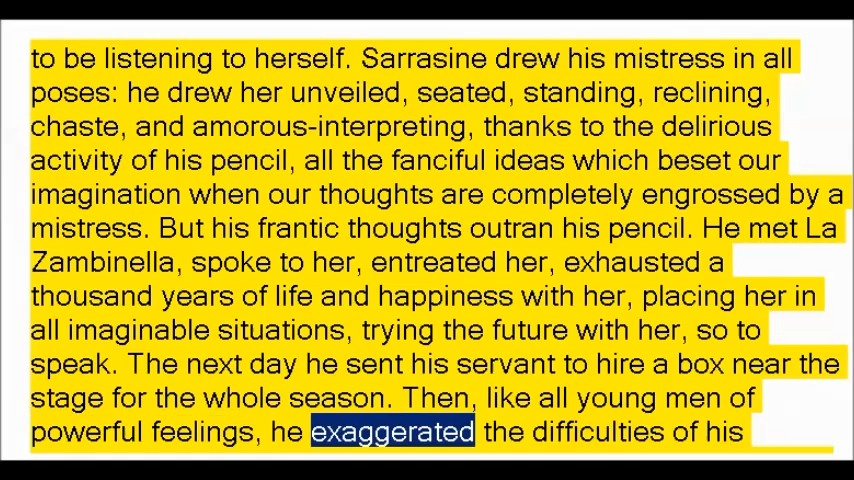 to be listening to herself. Sarrasine drew his mistress in all
poses: he drew her unveiled, seated, standing, reclining,
chaste, and amorous-interpreting, thanks to the delirious
activity of his pencil, all the fanciful ideas which beset our
imagination when our thoughts are completely engrossed by a
mistress. But his frantic thoughts outran his pencil. He met La
Zambinella, spoke to her, entreated her, exhausted a
thousand years of life and happiness with her, placing her in
all imaginable situations, trying the future with her, so to
speak. The next day he sent his servant to hire a box near the
stage for the whole season. Then, like all young men of
powerful feelings, he exaggerated the difficulties of his